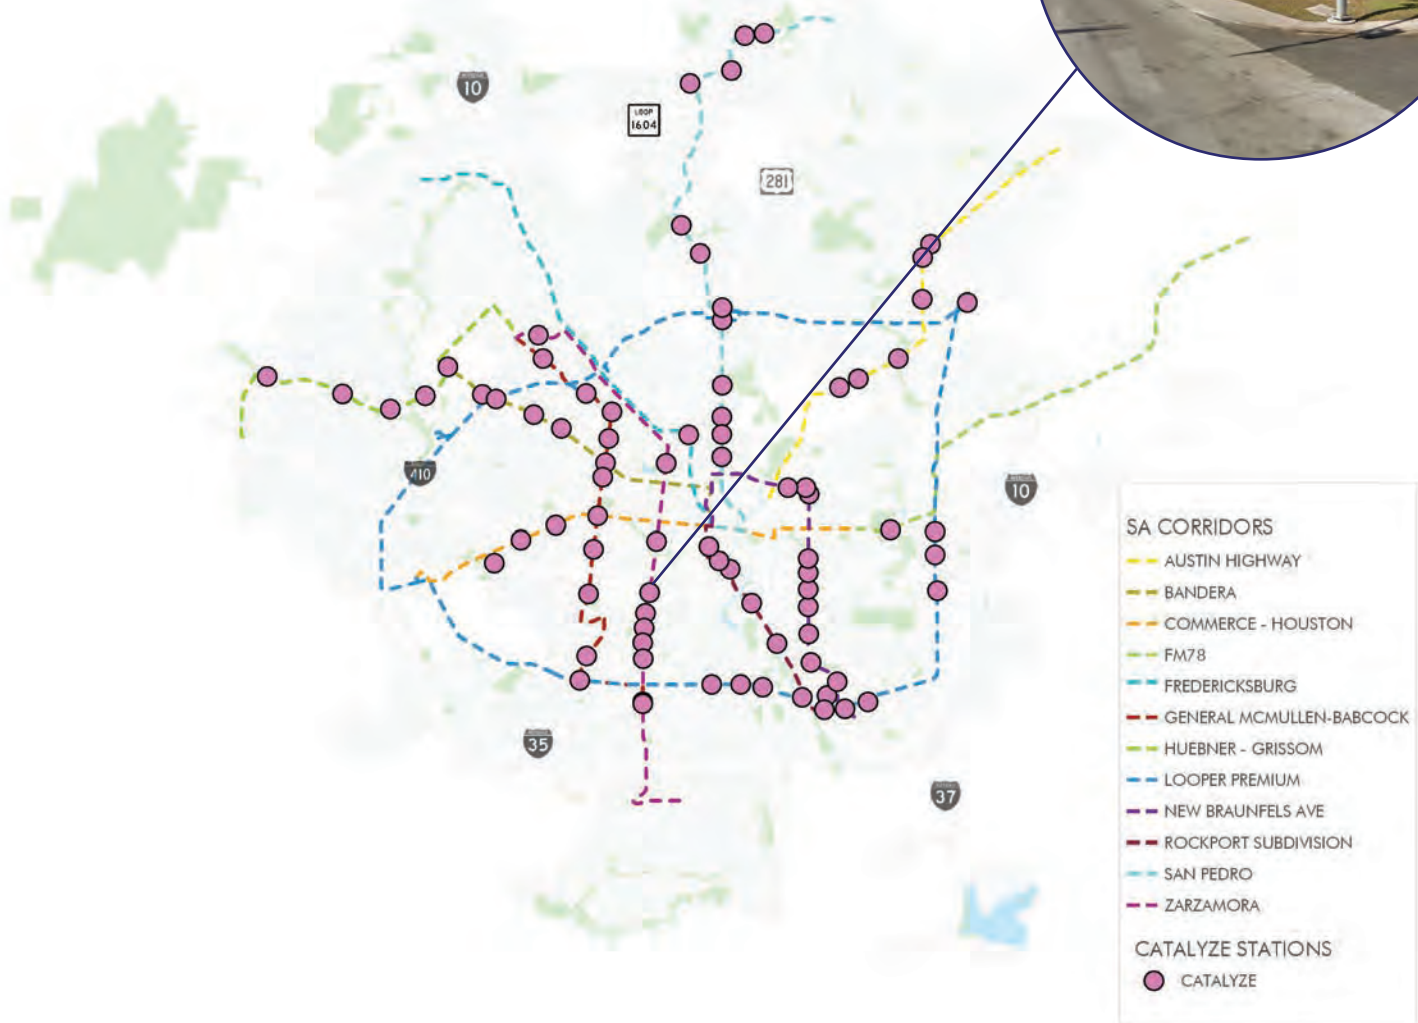 10
LOOP
1604
281
410
10
35
37
SA CORRIDORS
AUSTIN HIGHWAY
BANDERA
COMMERCE - HOUSTON
FM78
FREDERICKSBURG
GENERAL MCMULLEN-BABCOCK
HUEBNER - GRISSOM
LOOPER PREMIUM
NEW BRAUNFELS AVE
ROCKPORT SUBDIVISION
SAN PEDRO
ZARZAMORA
CATALYZE STATIONS
CATALYZE